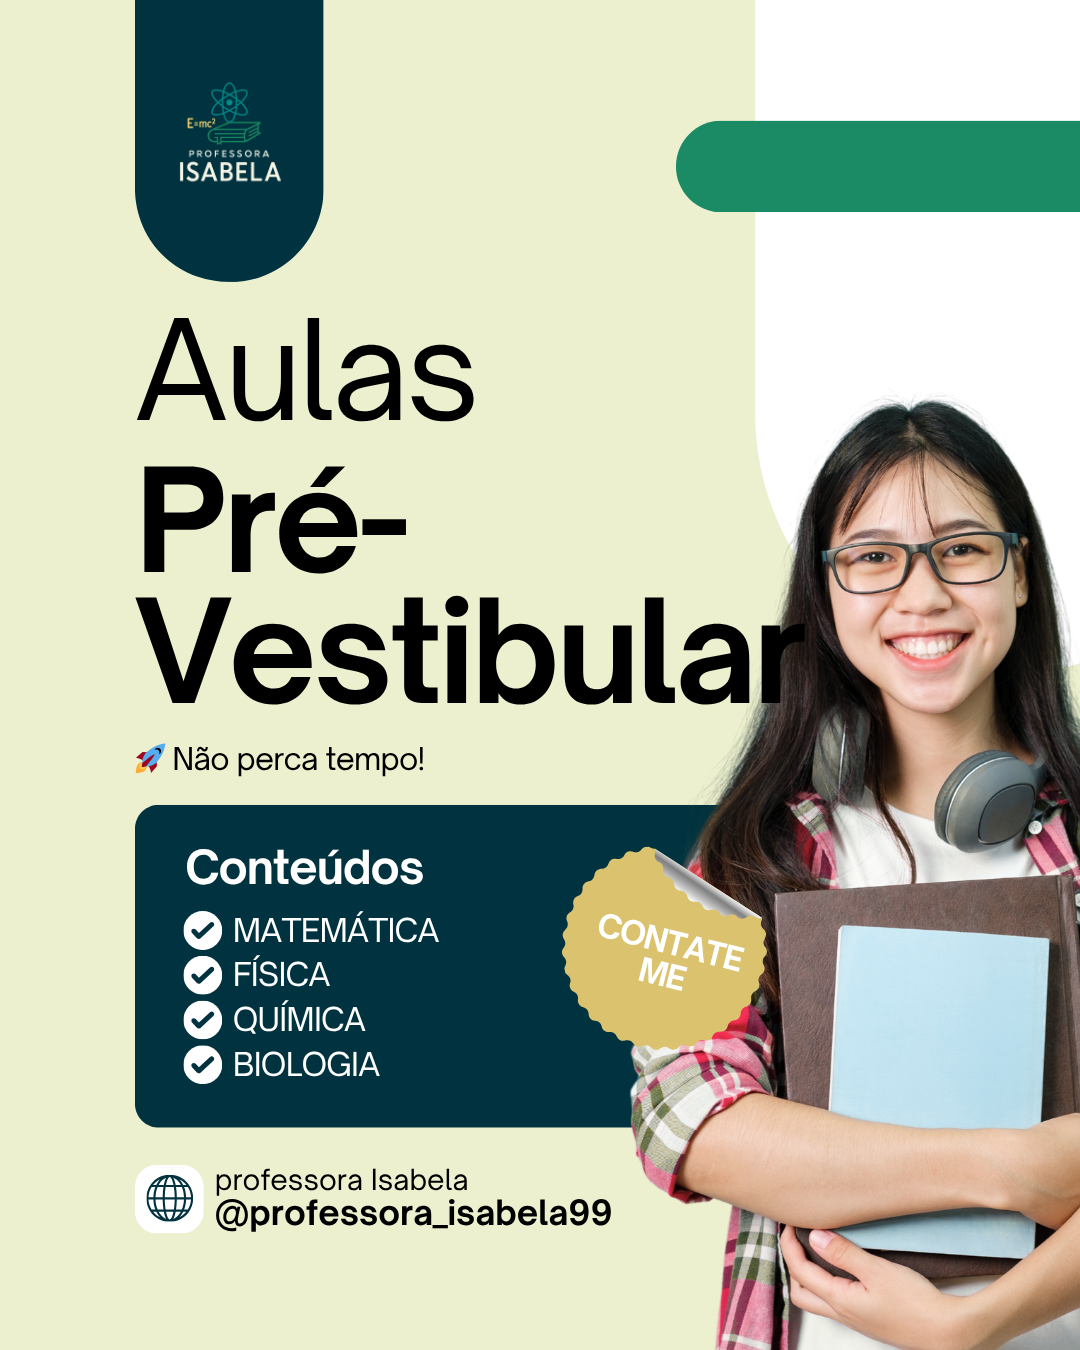 E=mc²
PROFESSORA
ISABELA
Aulas
Pré-
Vestibular
🚀 Não perca tempo!
Conteúdos
MATEMÁTICA
FÍSICA
QUÍMICA
BIOLOGIA
CONTATE
ME
professora Isabela
@professora_isabela99